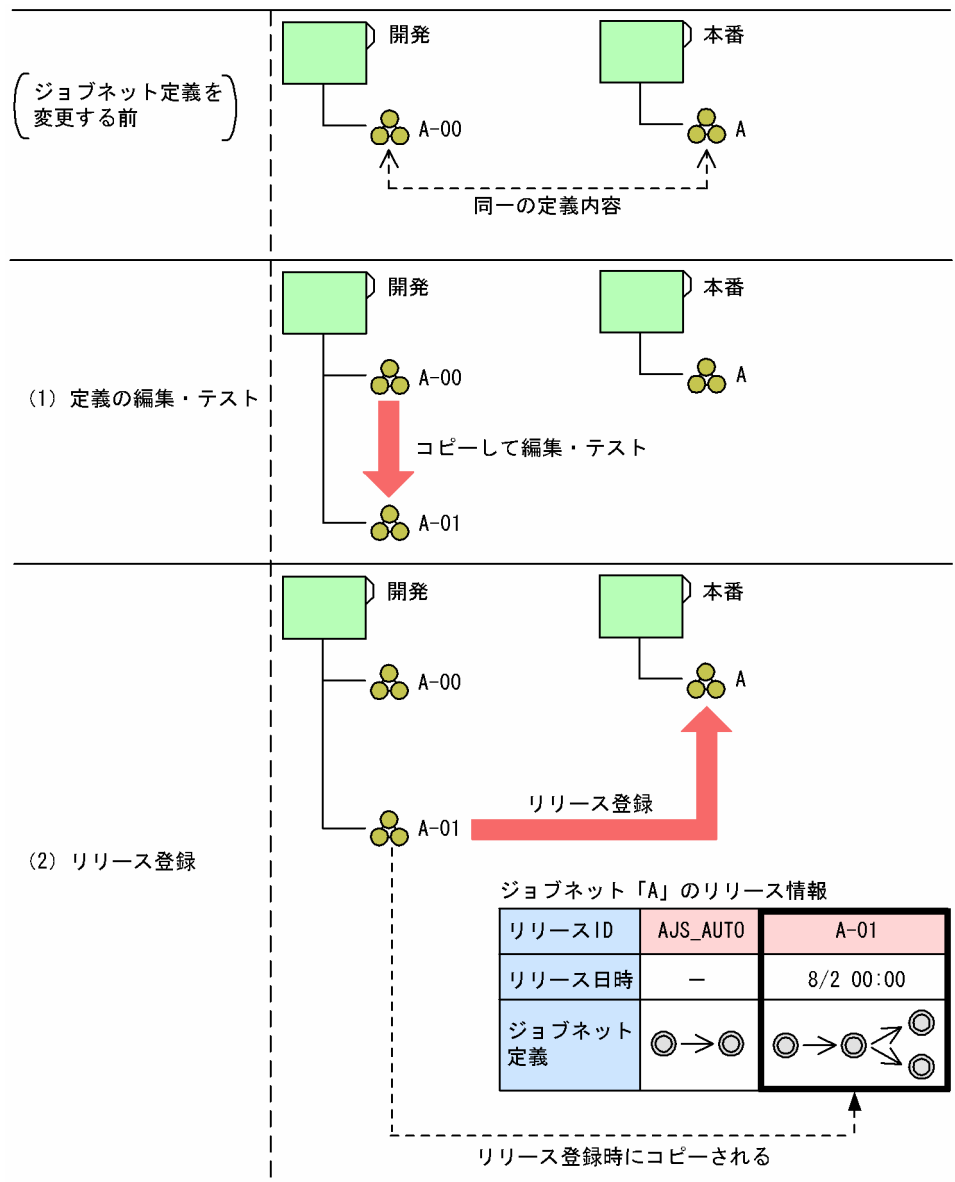 ジョブネット定義を
変更する前
開発
本番
A-00
A
同一の定義内容
(1) 定義の編集・テスト
開発
本番
A-00
A
コピーして編集・テスト
A-01
(2) リリース登録
開発
本番
A-00
A
リリース登録
A-01
ジョブネット「A」のリリース情報
リリースID AJS_AUTO A-01
リリース日時 － 8/2 00:00
ジョブネット
定義
リリース登録時にコピーされる